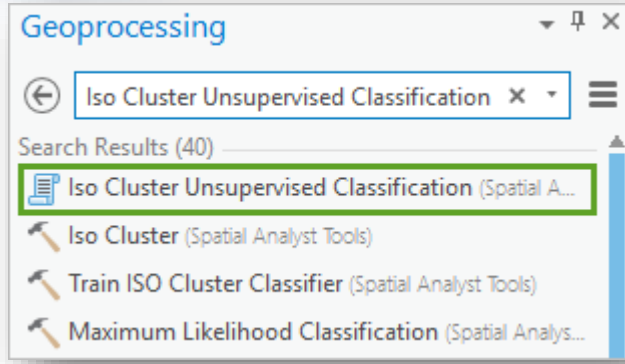 Geoprocessing
Iso Cluster Unsupervised Classification
Search Results (40)
Iso Cluster Unsupervised Classification (Spatial A...
Iso Cluster (Spatial Analyst Tools)
Train ISO Cluster Classifier (Spatial Analyst Tools)
Maximum Likelihood Classification (Spatial Analys...